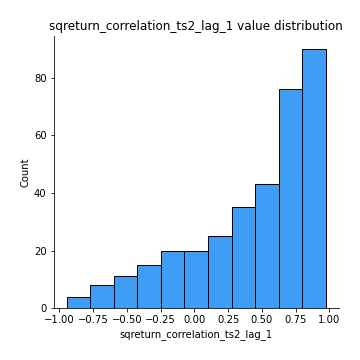 sqreturn_correlation_ts2_lag_1 value distribution
80
60
40
20
0
Count
−1.00 −0.75 −0.50 −0.25 0.00 0.25 0.50 0.75 1.00
sqreturn_correlation_ts2_lag_1